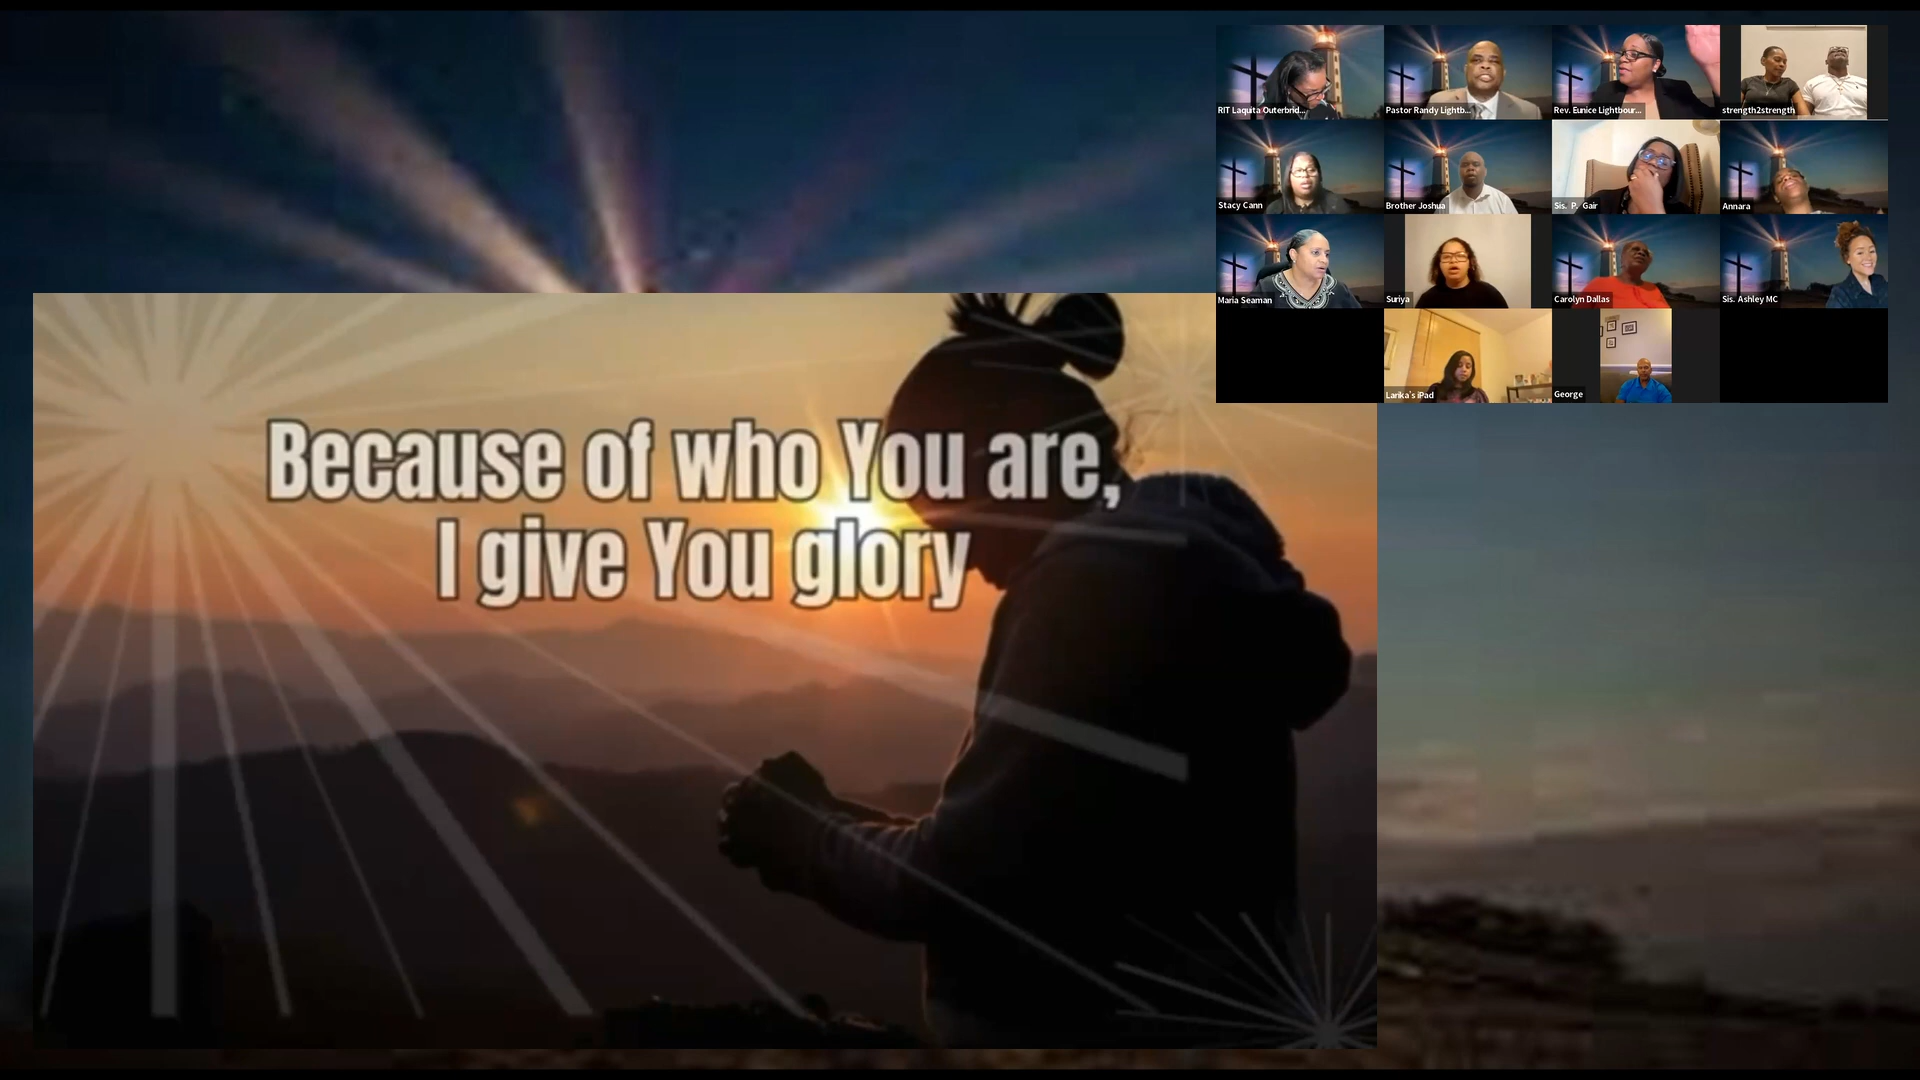 RIT Laquita Outerbrid...
Pastor Randy Lightb...
Rev. Eunice Lightbour...
strength2strength
Stacy Cann
Brother Joshua
Sis. P. Gair
Annara
Maria Seaman
Suriya
Carolyn Dallas
Sis. Ashley MC
Larika's iPad
George
Because of who You are,
I give You glory